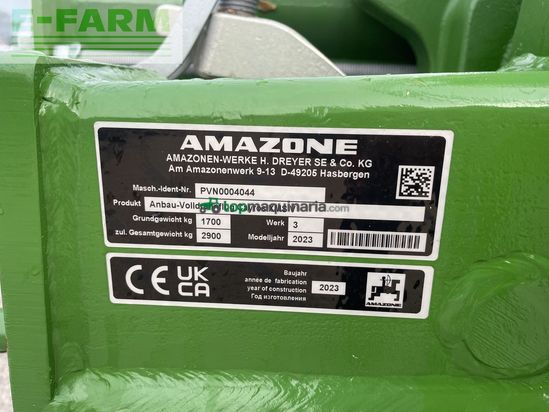 E-FARM
AMAZONE
AMAZONEN-WERKE H. DREYER SE & Co. KG
Am Amazonenwerk 9-13 D-49205 Hasbergen
Masch.-Ident-Nr. PVN0004044
Produkt Anbau-Volldrehpflug
topmaquinaria.com
Grundgewicht kg 1700 Werk 3
zul. Gesamtgewicht kg 2900 Modelljahr 2023
CE UK CA
Baujahr
année de fabrication
year of construction 2023
Год изготовления
AMAZONE